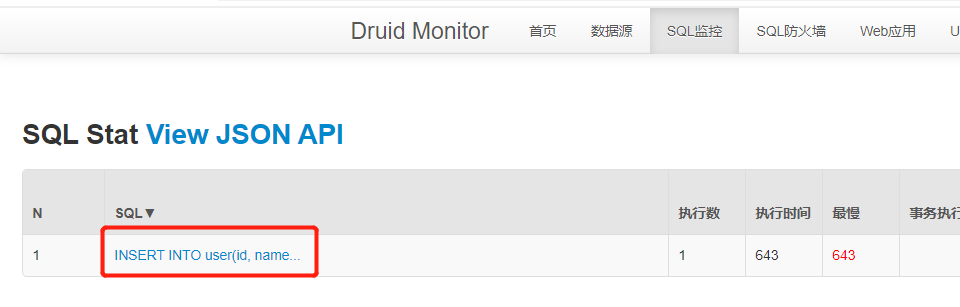 Druid Monitor 首页 数据源 SQL监控 SQL防火墙 Web应用 U
SQL Stat View JSON API
N SQL▼ 执行数 执行时间 最慢 事务执行
1 INSERT INTO user(id, name... 1 643 643